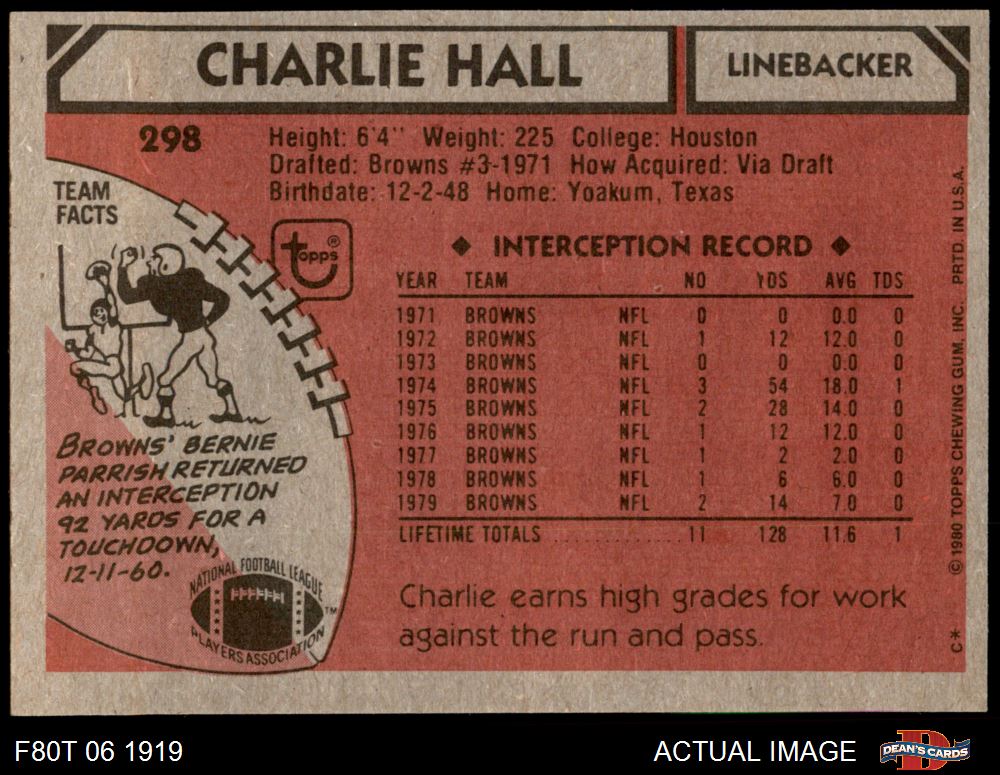 CHARLIE HALL
LINEBACKER
298
Height: 6'4" Weight: 225 College: Houston
Drafted: Browns #3-1971 How Acquired: Via Draft
Birthdate: 12-2-48 Home: Yoakum, Texas
TEAM
FACTS
topps®
◆ INTERCEPTION RECORD ◆
YEAR TEAM NO YDS AVG TDS
1971 BROWNS NFL 0 0 0.0 0
1972 BROWNS NFL 1 12 12.0 0
1973 BROWNS NFL 0 0 0.0 0
1974 BROWNS NFL 3 54 18.0 1
1975 BROWNS NFL 2 28 14.0 0
1976 BROWNS NFL 1 12 12.0 0
1977 BROWNS NFL 1 2 2.0 0
1978 BROWNS NFL 1 6 6.0 0
1979 BROWNS NFL 2 14 7.0 0
LIFETIME TOTALS ............. 11 128 11.6 1
BROWNS' BERNIE
PARRISH RETURNED
AN INTERCEPTION
92 YARDS FOR A
TOUCHDOWN,
12-11-60.
NATIONAL FOOTBALL LEAGUE
PLAYERS ASSOCIATION
TM
Charlie earns high grades for work
against the run and pass.
© 1980 TOPPS CHEWING GUM, INC. PRTD. IN U.S.A.
C*
F80T 06 1919
ACTUAL IMAGE
D
DEAN'S CARDS